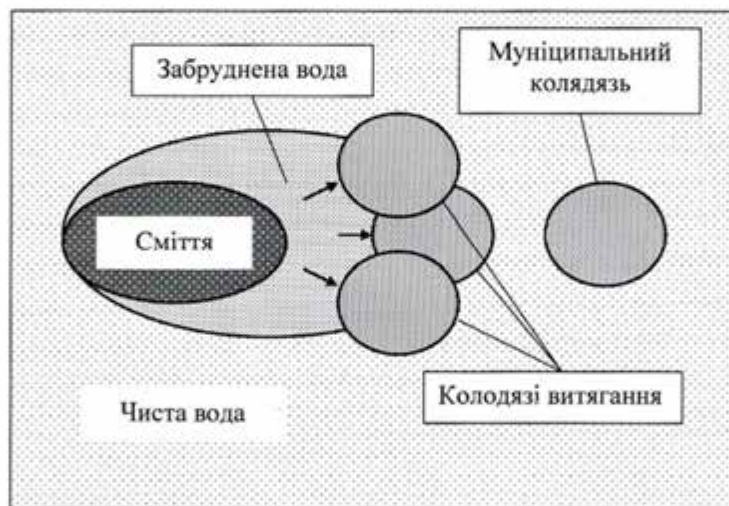 Забруднена вода
Муніципальний
колядязь
Сміття
Колодязі витягання
Чиста вода